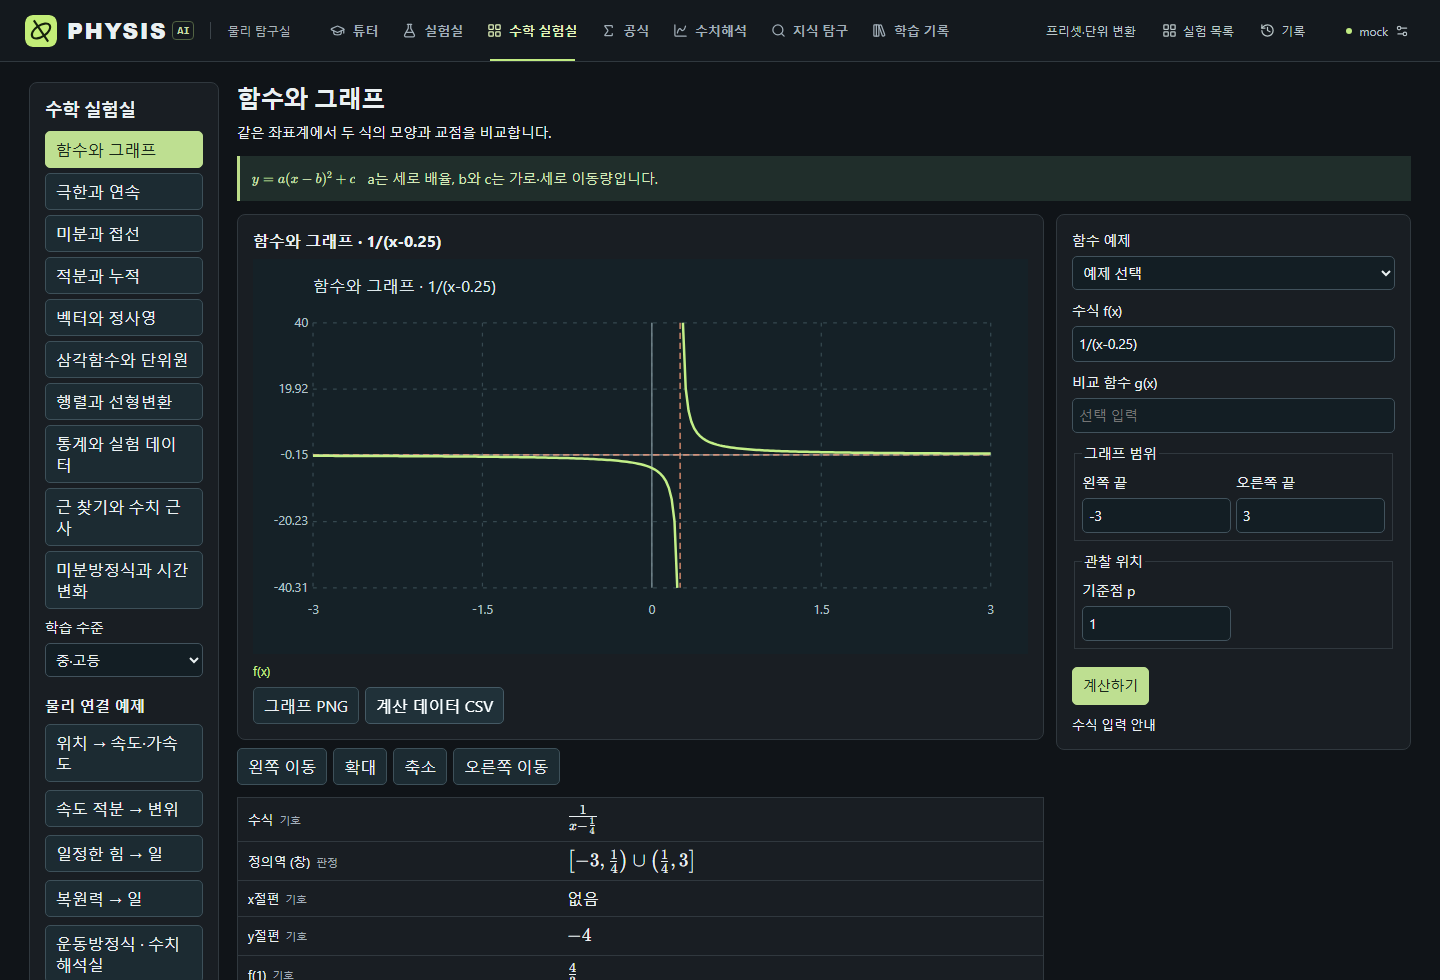 PHYSIS AI
물리 탐구실
튜터
실험실
수학 실험실
공식
수치해석
지식 탐구
학습 기록
프리셋·단위 변환
실험 목록
기록
mock
수학 실험실
함수와 그래프
극한과 연속
미분과 접선
적분과 누적
벡터와 정사영
삼각함수와 단위원
행렬과 선형변환
통계와 실험 데이
터
근 찾기와 수치 근
사
미분방정식과 시간
변화
학습 수준
중·고등
물리 연결 예제
위치 → 속도·가속
도
속도 적분 → 변위
일정한 힘 → 일
복원력 → 일
운동방정식 · 수치
해석실
함수와 그래프
같은 좌표계에서 두 식의 모양과 교점을 비교합니다.
y = a(x − b)² + c a는 세로 배율, b와 c는 가로·세로 이동량입니다.
함수와 그래프 · 1/(x-0.25)
함수와 그래프 · 1/(x-0.25)
40
19.92
-0.15
-20.23
-40.31
-3
-1.5
0
1.5
3
f(x)
그래프 PNG
계산 데이터 CSV
왼쪽 이동
확대
축소
오른쪽 이동
수식 기호 1/(x−1/4)
정의역 (창) 판정 [−3, 1/4) ∪ (1/4, 3]
x절편 기호 없음
y절편 기호 −4
f(1) 기호 4
함수 예제
예제 선택
수식 f(x)
1/(x-0.25)
비교 함수 g(x)
선택 입력
그래프 범위
왼쪽 끝
오른쪽 끝
-3
3
관찰 위치
기준점 p
1
계산하기
수식 입력 안내